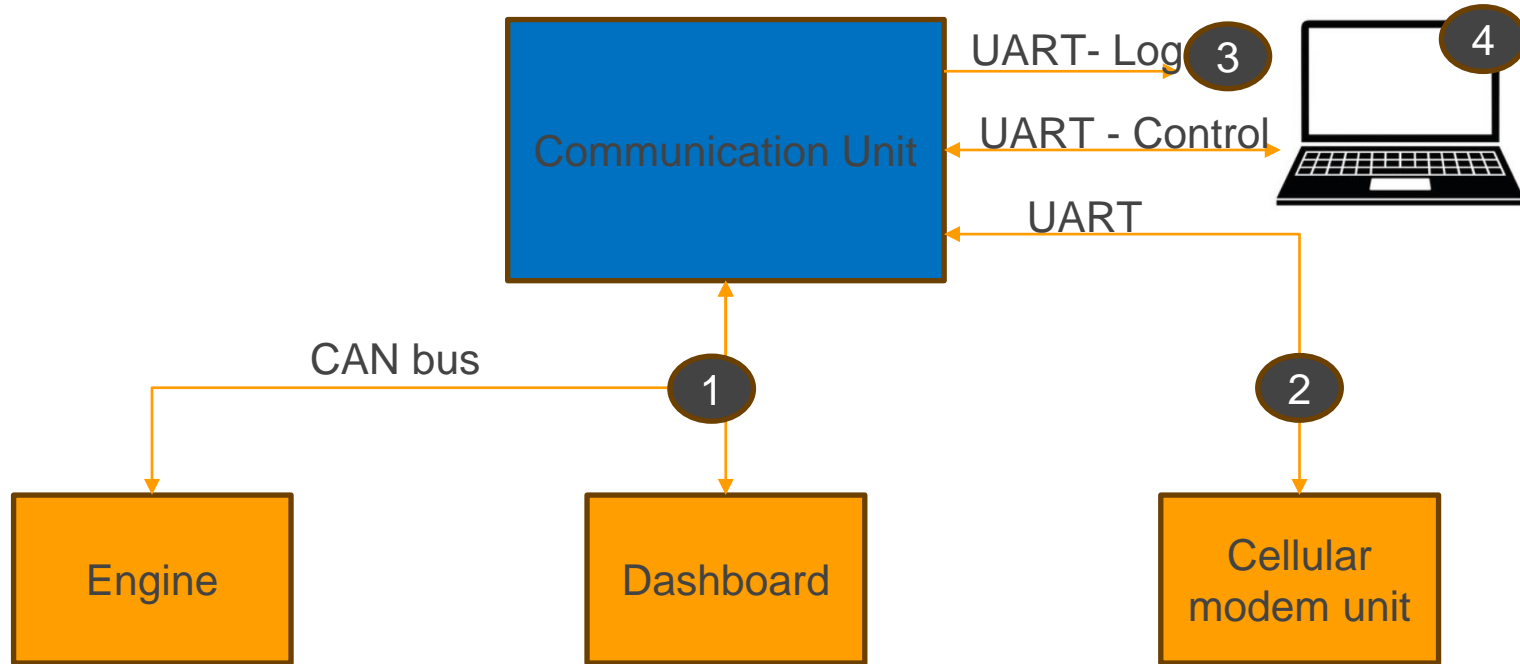 UART- Log
3
4
Communication Unit
UART - Control
UART
CAN bus
1
2
Engine
Dashboard
Cellular
modem unit